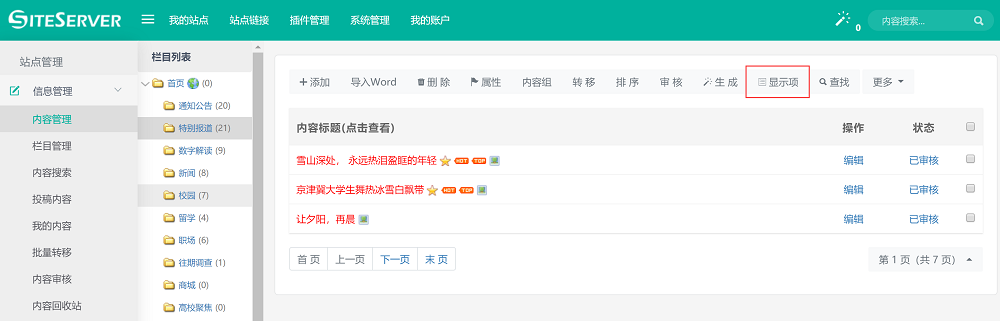 SITESERVER 我的站点 站点链接 插件管理 系统管理 我的账户 0 内容搜索...
站点管理
信息管理
内容管理
栏目管理
内容搜索
投稿内容
我的内容
批量转移
内容审核
内容回收站
栏目列表
首页 (0)
通知公告 (20)
特别报道 (21)
数字解读 (9)
新闻 (8)
校园 (7)
留学 (4)
职场 (6)
往期调查 (1)
商城 (0)
高校聚焦 (0)
添加 导入Word 删 除 属性 内容组 转 移 排 序 审 核 生 成 显示项 查找 更多
内容标题(点击查看) 操作 状态
雪山深处， 永远热泪盈眶的年轻 HOT TOP 编辑 已审核
京津冀大学生舞热冰雪白飘带 HOT TOP 编辑 已审核
让夕阳，再晨 编辑 已审核
首 页 上一页 下一页 末 页 第 1 页（共 7 页）